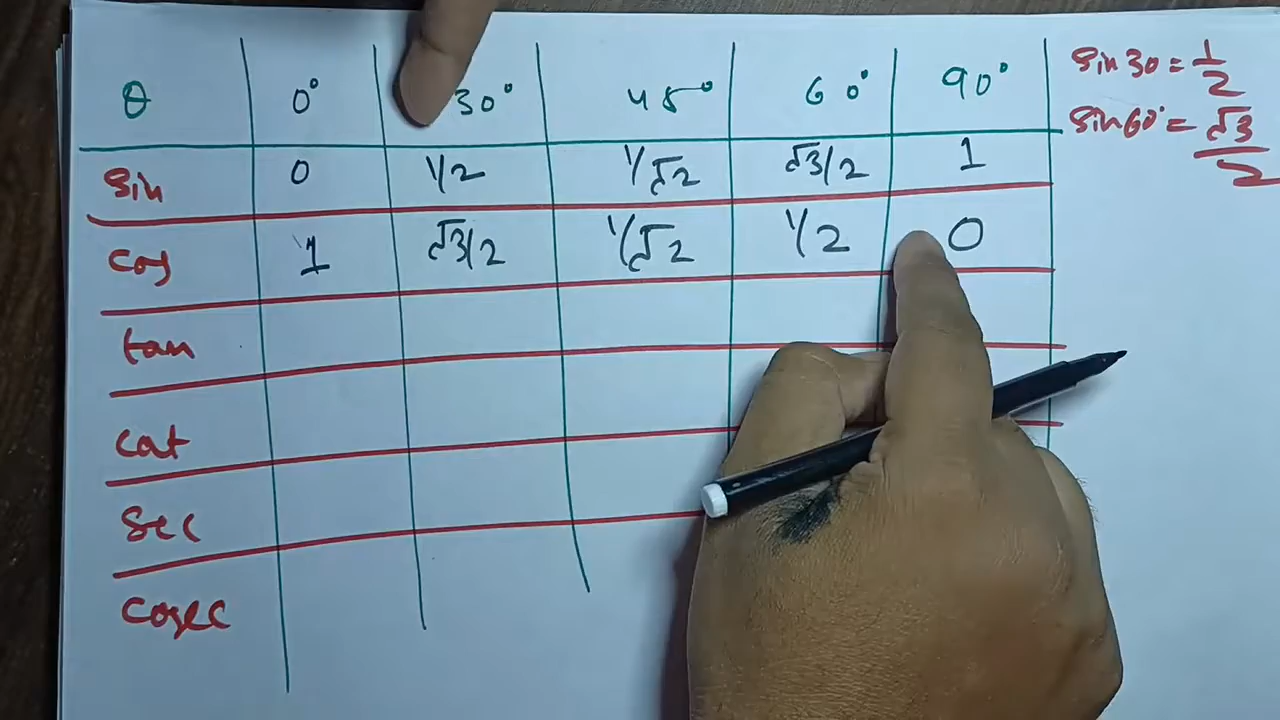 θ 0° 30° 45° 60° 90°
sin 0 1/2 1/√2 √3/2 1
cos 1 √3/2 1/√2 1/2 0
tan
cat
sec
cosec
sin 30 = 1/2
sin 60° = √3/2